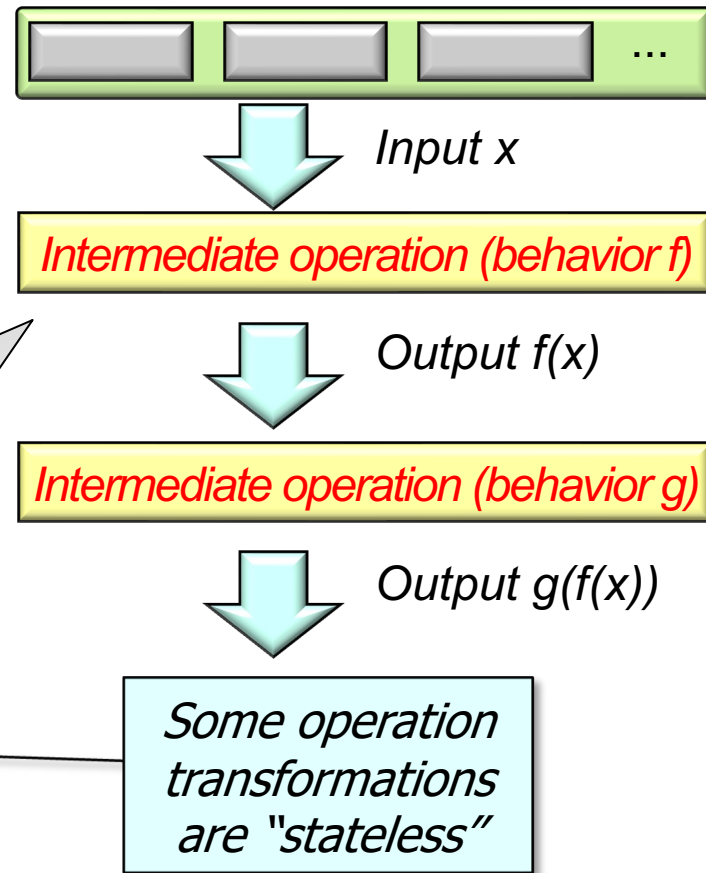 ...
Input x
Intermediate operation (behavior f)
Output f(x)
Intermediate operation (behavior g)
Output g(f(x))
Some operation
transformations
are “stateless”